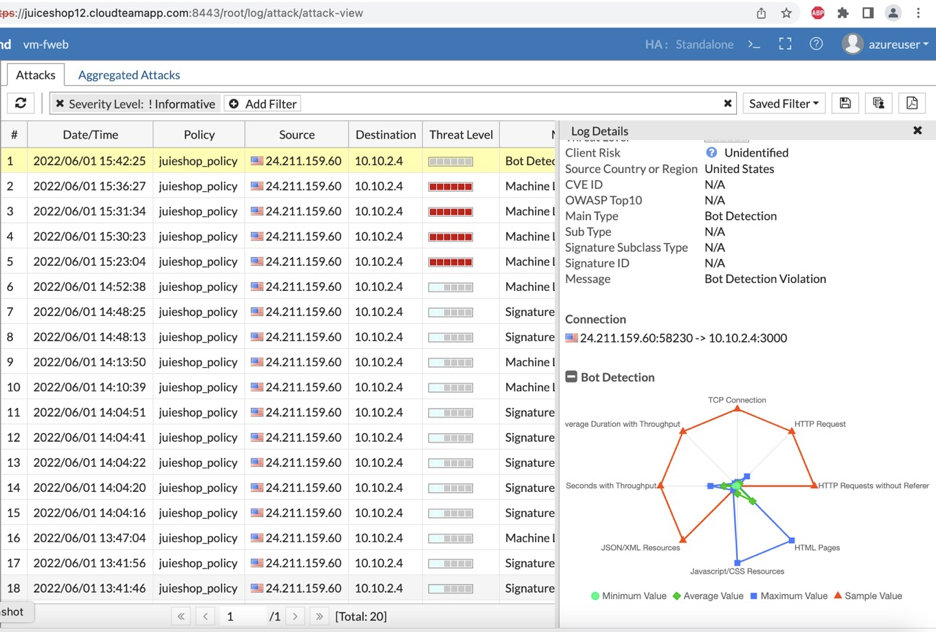 tps://juiceshop12.cloudteamapp.com:8443/root/log/attack/attack-view
ABP
nd vm-fweb HA : Standalone >_ azureuser
Attacks Aggregated Attacks
✖ Severity Level: ! Informative Add Filter ✖ Saved Filter
# Date/Time Policy Source Destination Threat Level
1 2022/06/01 15:42:25 juieshop_policy 24.211.159.60 10.10.2.4 Bot Detec
2 2022/06/01 15:36:27 juieshop_policy 24.211.159.60 10.10.2.4 Machine L
3 2022/06/01 15:31:34 juieshop_policy 24.211.159.60 10.10.2.4 Machine L
4 2022/06/01 15:30:23 juieshop_policy 24.211.159.60 10.10.2.4 Machine L
5 2022/06/01 15:23:04 juieshop_policy 24.211.159.60 10.10.2.4 Machine L
6 2022/06/01 14:52:38 juieshop_policy 24.211.159.60 10.10.2.4 Machine L
7 2022/06/01 14:48:25 juieshop_policy 24.211.159.60 10.10.2.4 Signature
8 2022/06/01 14:48:13 juieshop_policy 24.211.159.60 10.10.2.4 Signature
9 2022/06/01 14:13:50 juieshop_policy 24.211.159.60 10.10.2.4 Machine L
10 2022/06/01 14:10:39 juieshop_policy 24.211.159.60 10.10.2.4 Machine L
11 2022/06/01 14:04:51 juieshop_policy 24.211.159.60 10.10.2.4 Signature
12 2022/06/01 14:04:41 juieshop_policy 24.211.159.60 10.10.2.4 Signature
13 2022/06/01 14:04:22 juieshop_policy 24.211.159.60 10.10.2.4 Signature
14 2022/06/01 14:04:20 juieshop_policy 24.211.159.60 10.10.2.4 Signature
15 2022/06/01 14:04:16 juieshop_policy 24.211.159.60 10.10.2.4 Signature
16 2022/06/01 13:47:04 juieshop_policy 24.211.159.60 10.10.2.4 Machine L
17 2022/06/01 13:41:56 juieshop_policy 24.211.159.60 10.10.2.4 Signature
18 2022/06/01 13:41:46 juieshop_policy 24.211.159.60 10.10.2.4 Signature
shot
« ‹ 1 /1 › » [Total: 20]
Log Details
Threat Level
Client Risk Unidentified
Source Country or Region United States
CVE ID N/A
OWASP Top10 N/A
Main Type Bot Detection
Sub Type N/A
Signature Subclass Type N/A
Signature ID N/A
Message Bot Detection Violation
Connection
24.211.159.60:58230 -> 10.10.2.4:3000
Bot Detection
TCP Connection
verage Duration with Throughput HTTP Request
Seconds with Throughput HTTP Requests without Referer
JSON/XML Resources HTML Pages
Javascript/CSS Resources
Minimum Value Average Value Maximum Value Sample Value